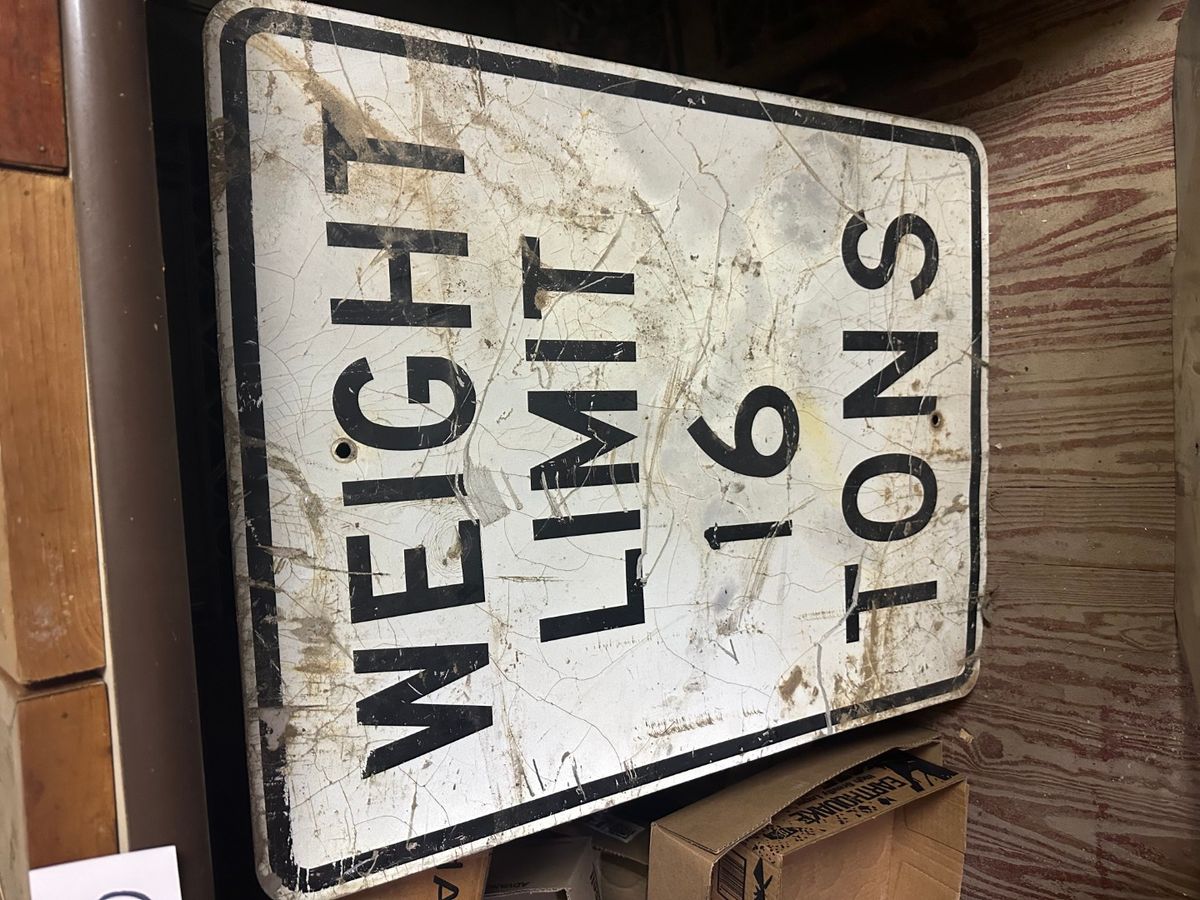 WEIGHT
LIMIT
16
TONS
EARTHQUAKE